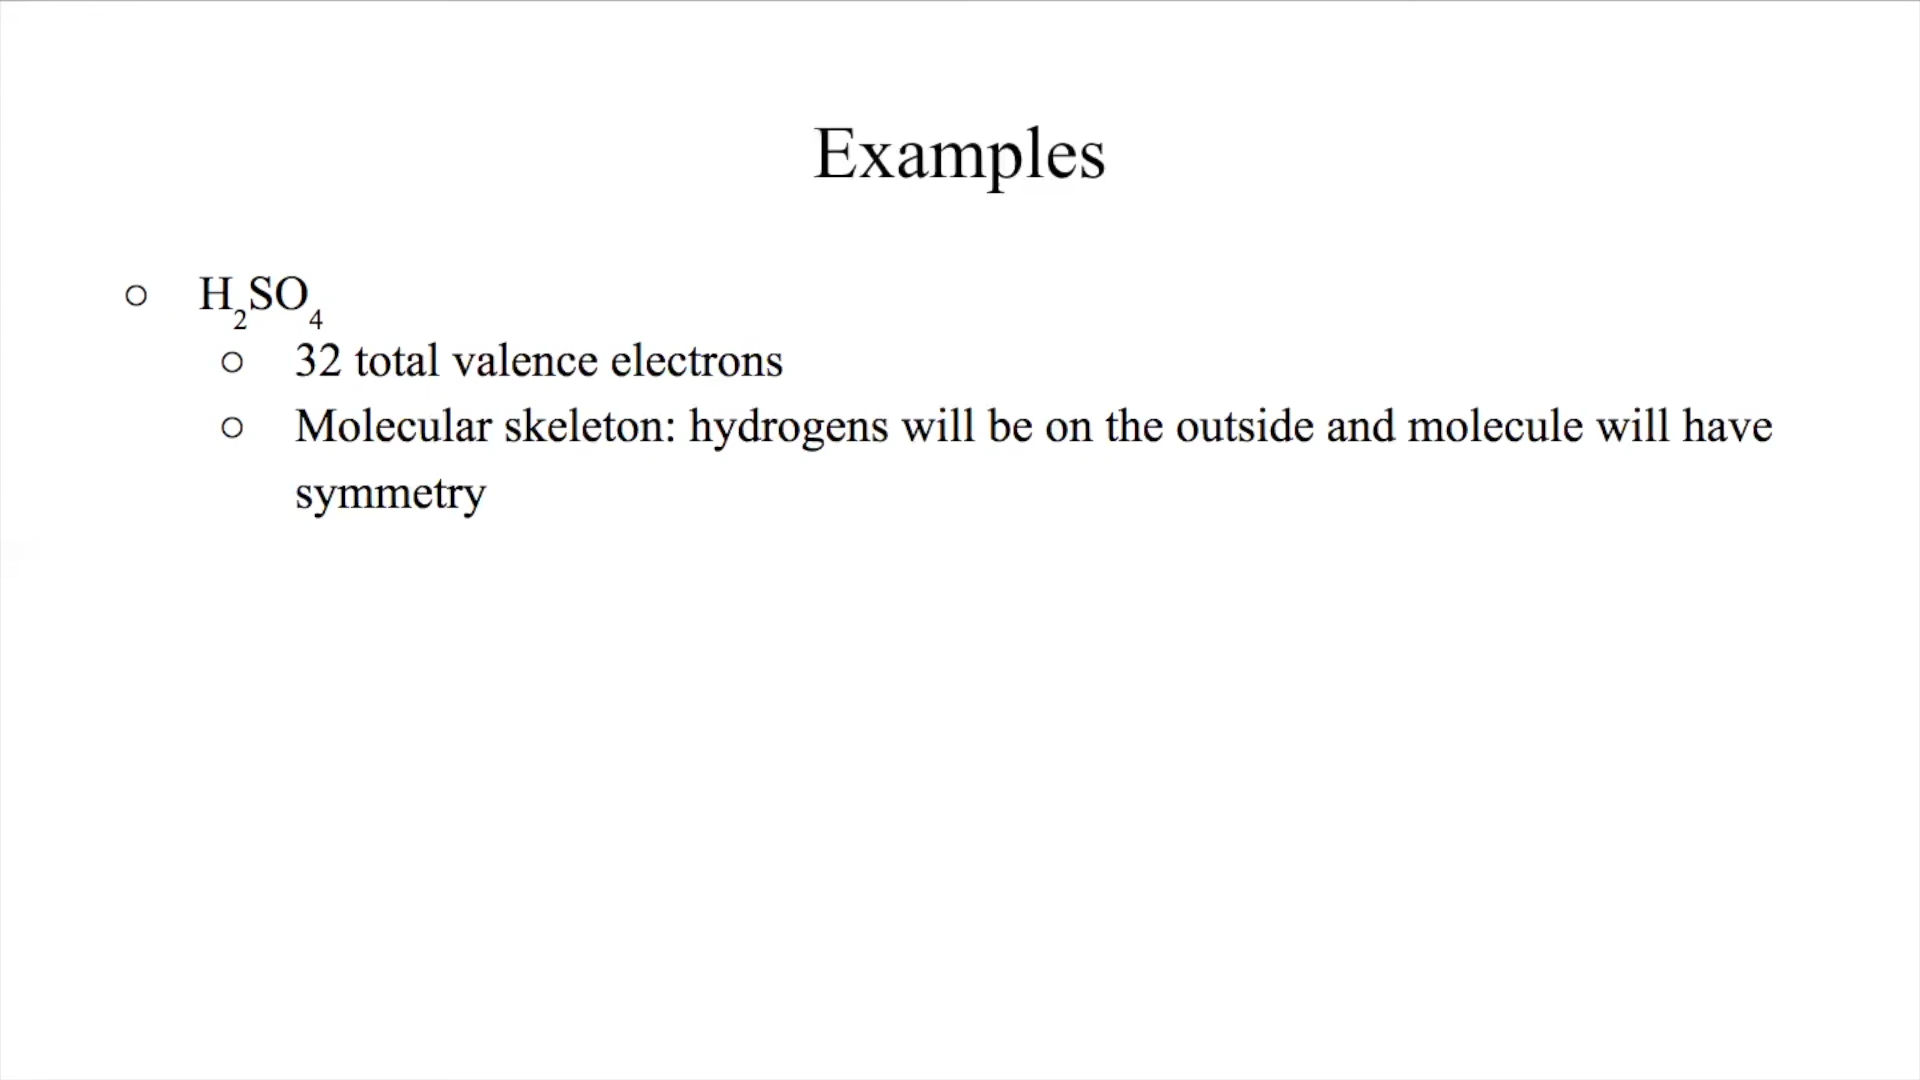 Examples
○ H₂SO₄
○ 32 total valence electrons
○ Molecular skeleton: hydrogens will be on the outside and molecule will have
symmetry